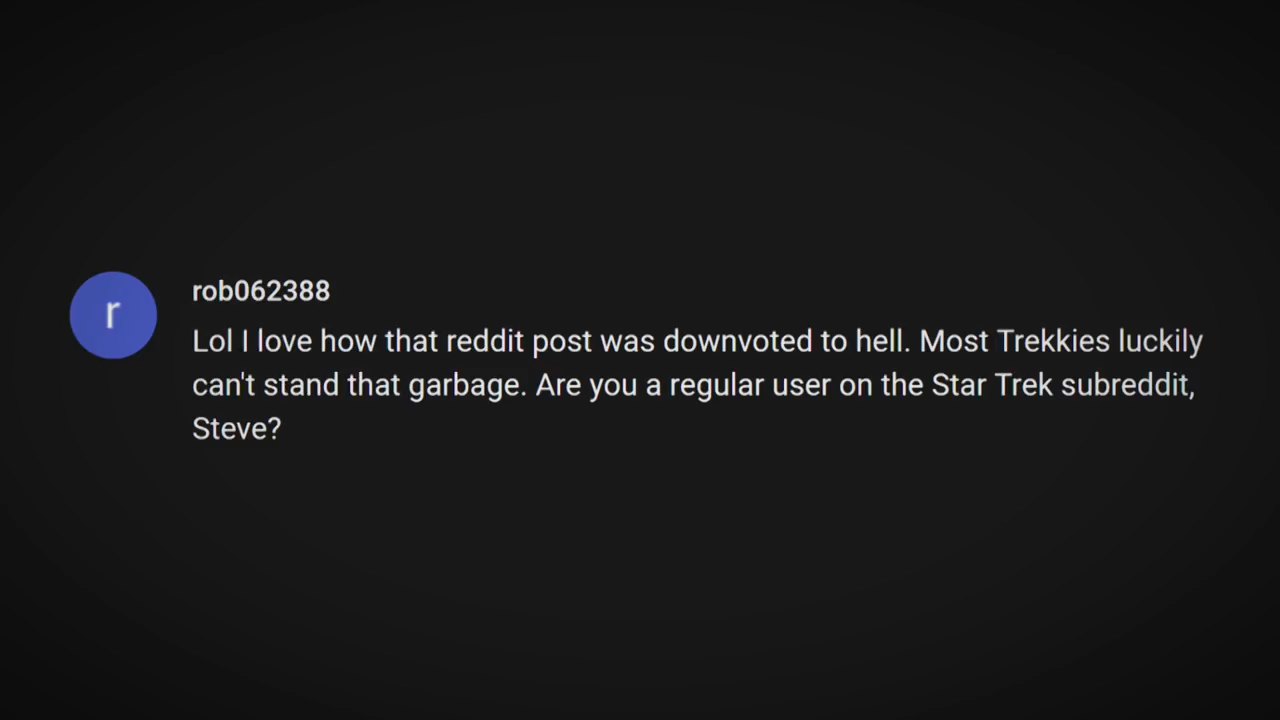 r
rob062388
Lol I love how that reddit post was downvoted to hell. Most Trekkies luckily
can't stand that garbage. Are you a regular user on the Star Trek subreddit,
Steve?